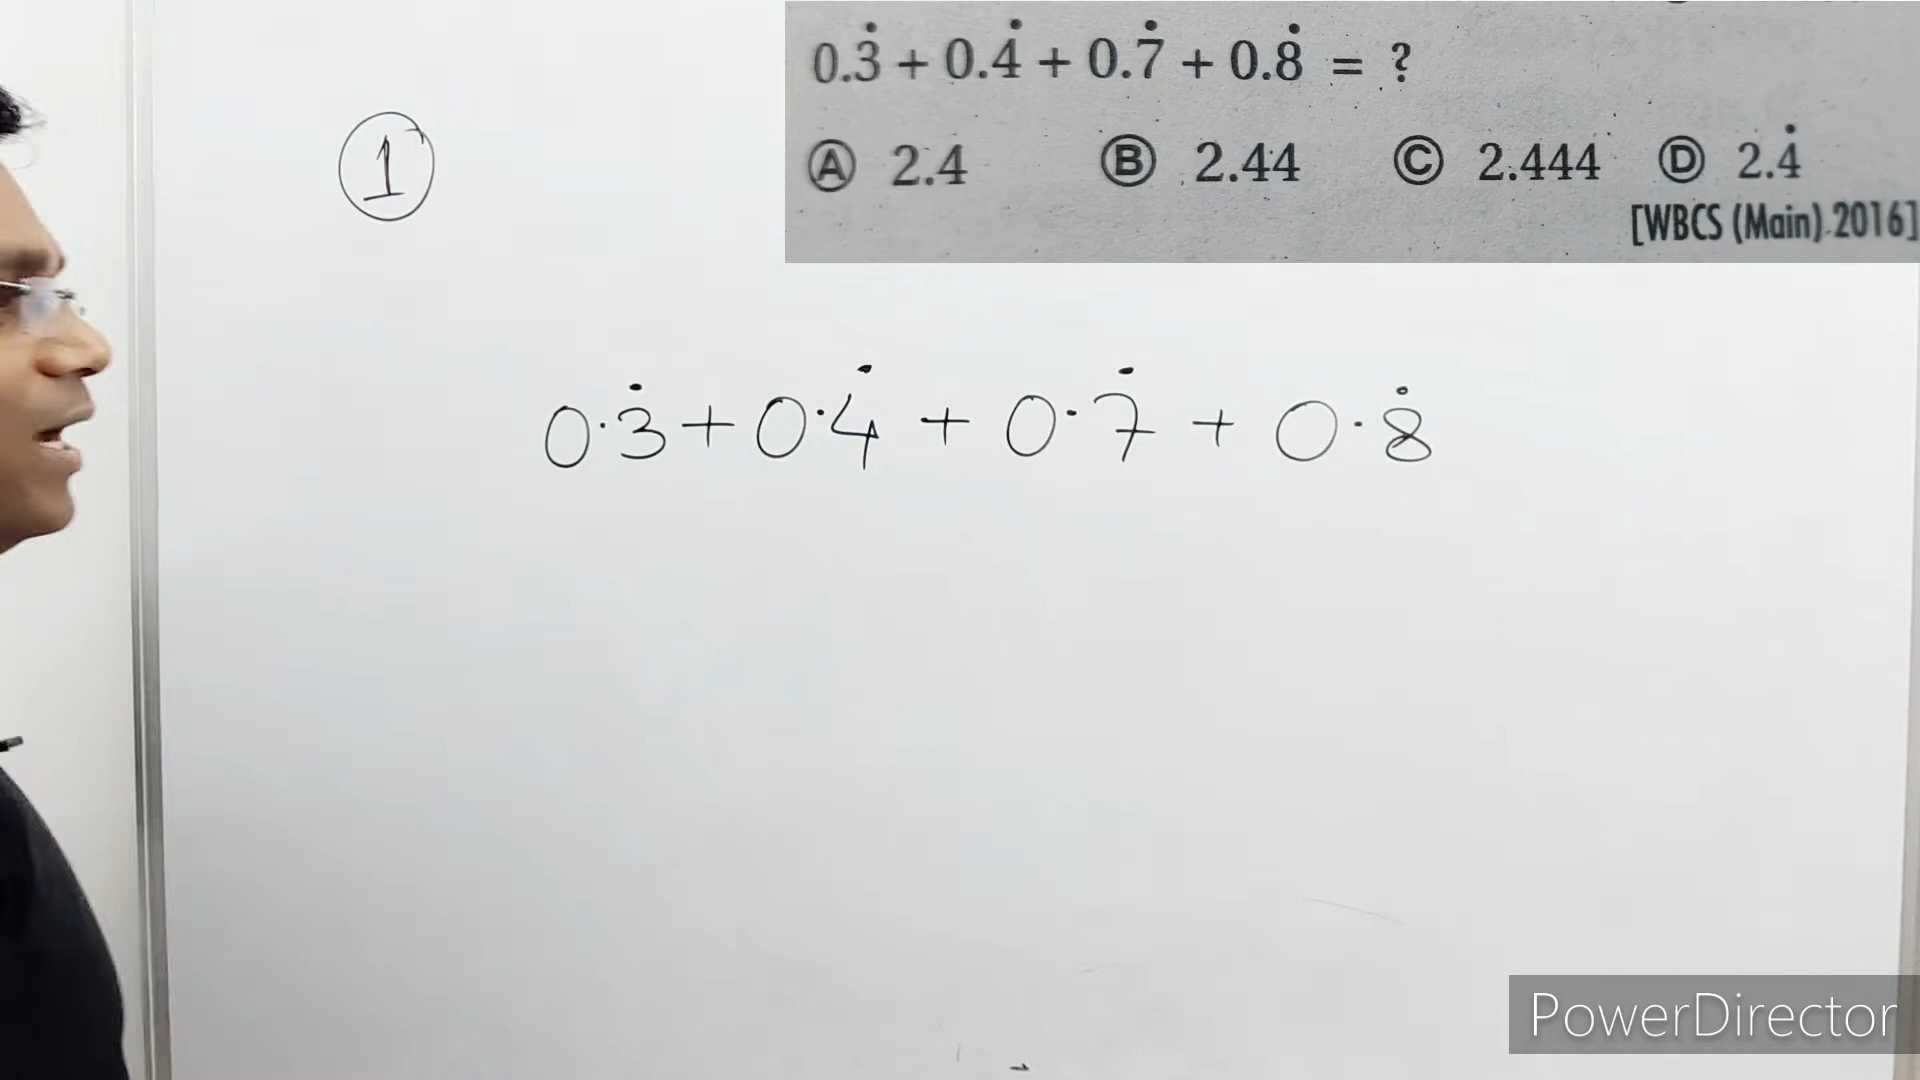 0.3̇ + 0.4̇ + 0.7̇ + 0.8̇ = ?
Ⓐ 2.4 Ⓑ 2.44 Ⓒ 2.444 Ⓓ 2.4̇
[WBCS (Main) 2016]
1
0.3̇ + 0.4̇ + 0.7̇ + 0.8̇
PowerDirector